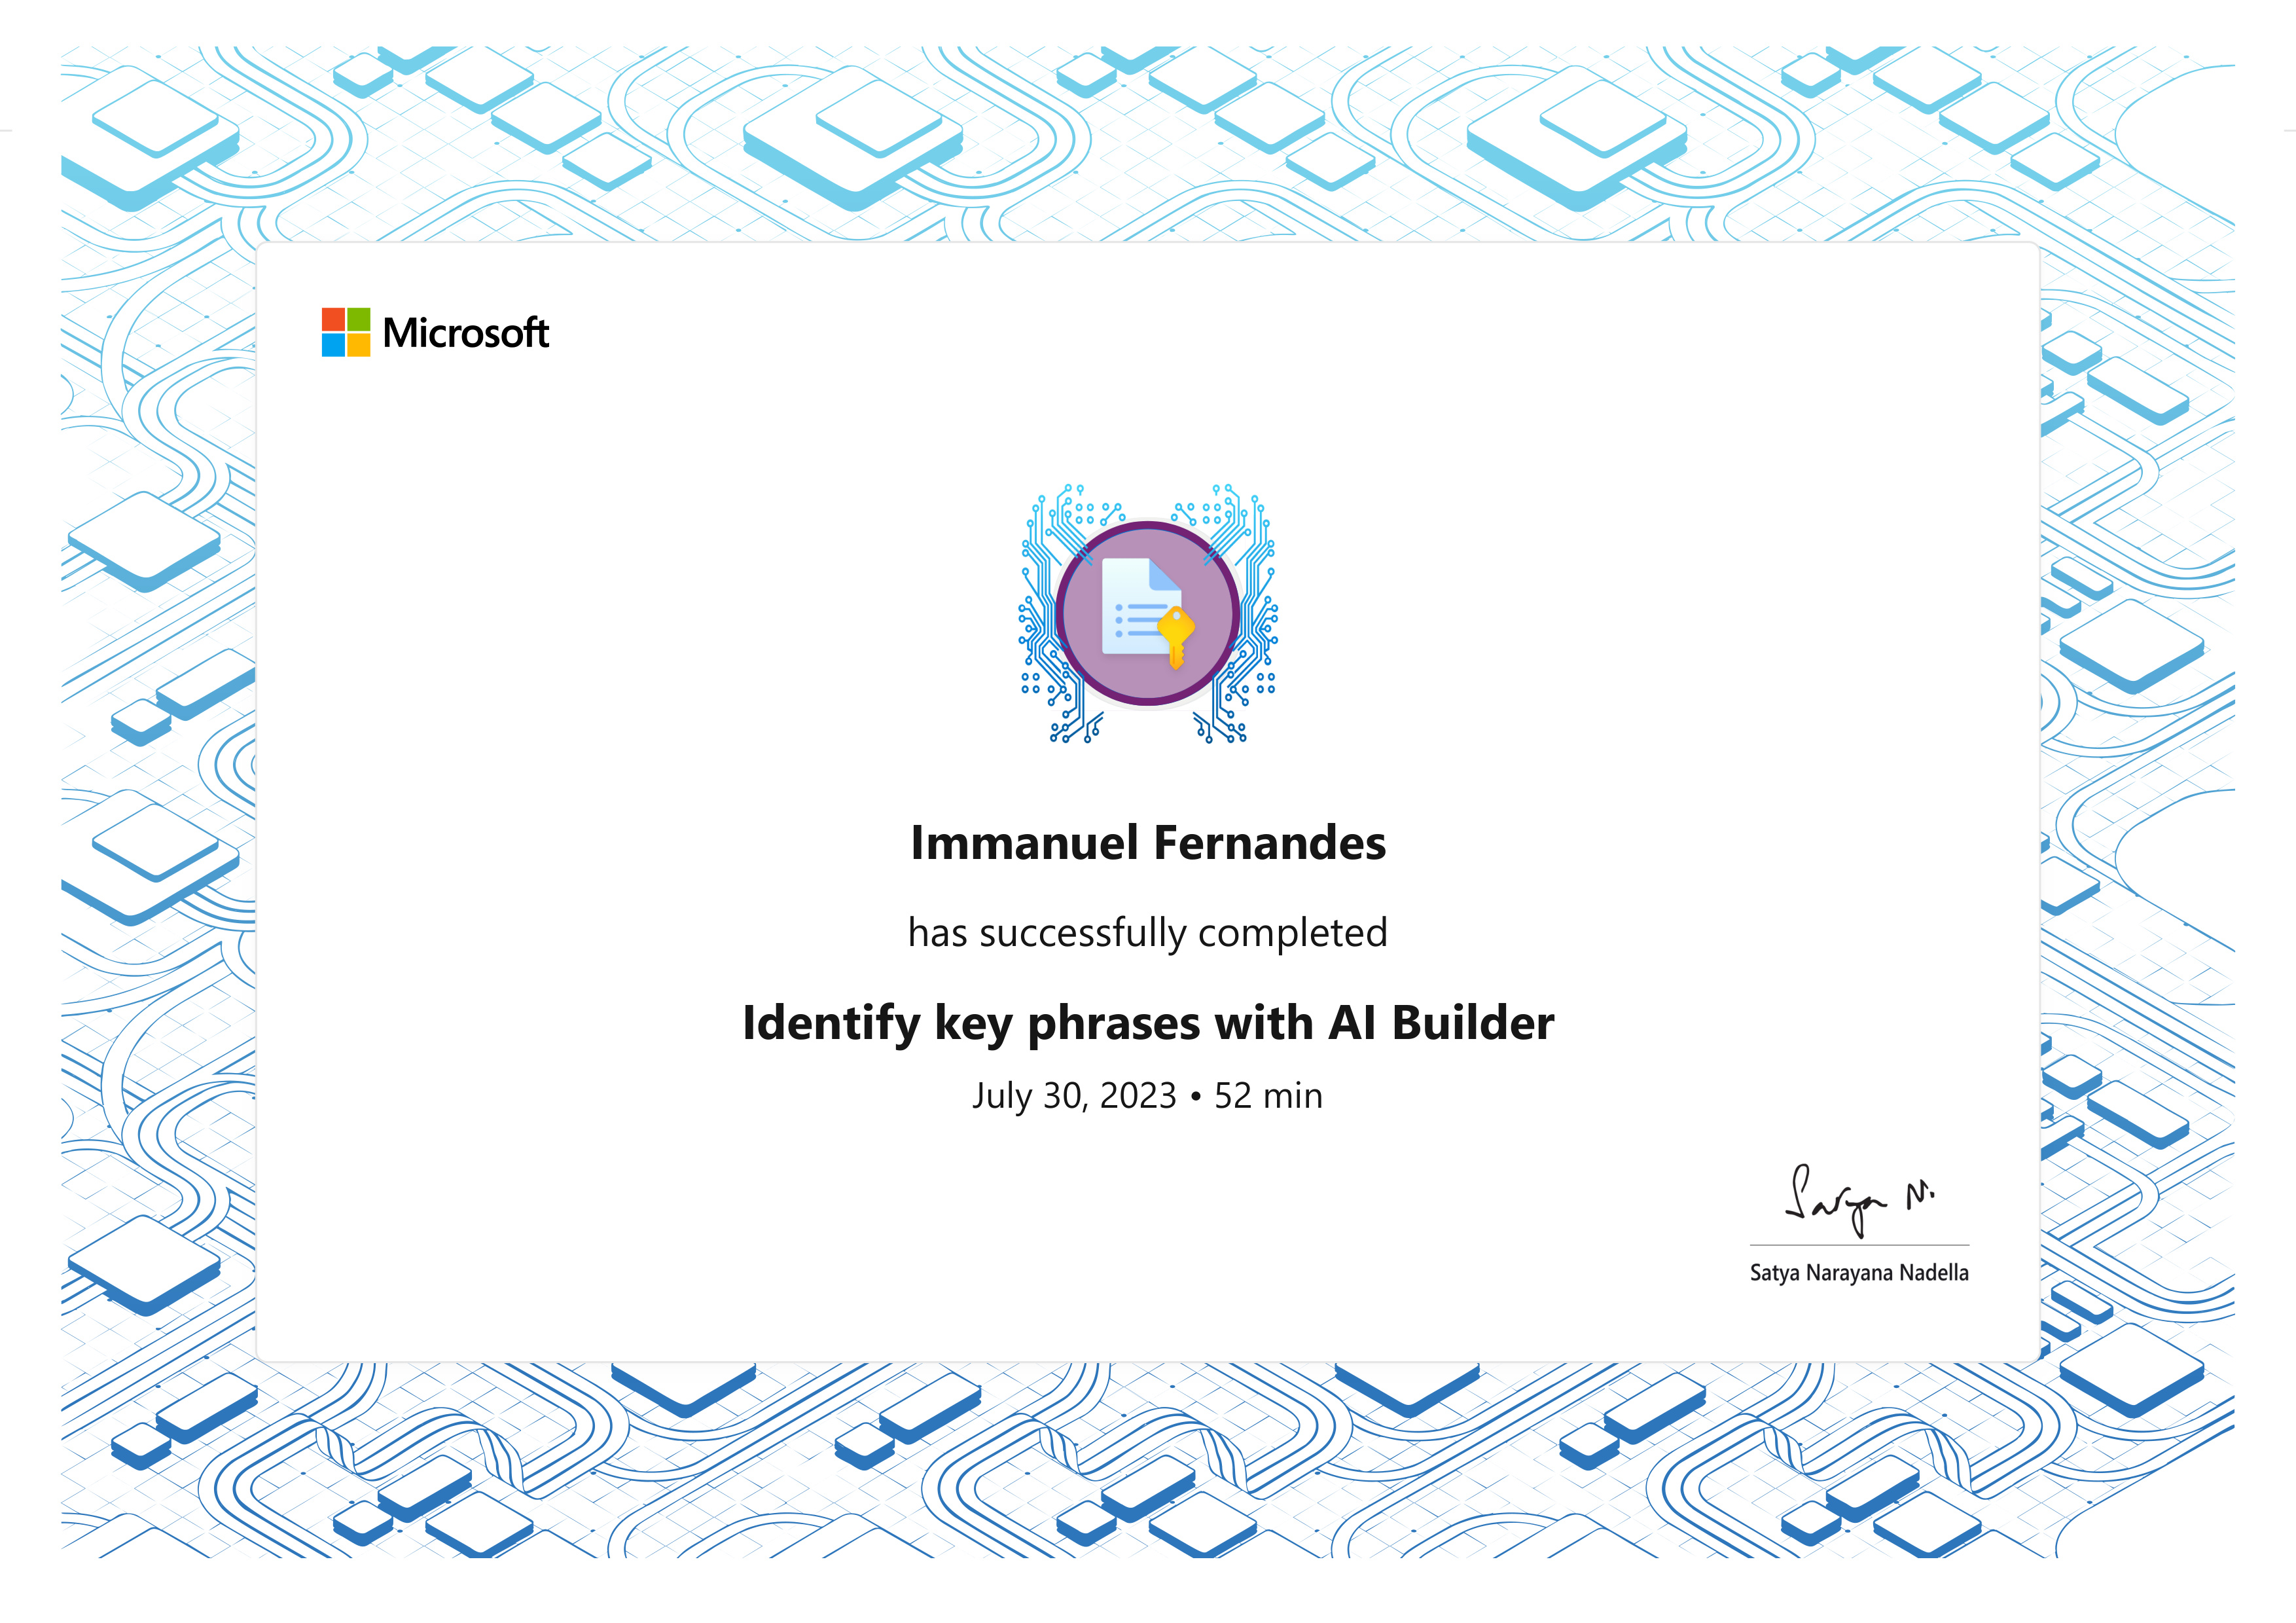 Microsoft
Immanuel Fernandes
has successfully completed
Identify key phrases with AI Builder
July 30, 2023 • 52 min
Satya N.
Satya Narayana Nadella